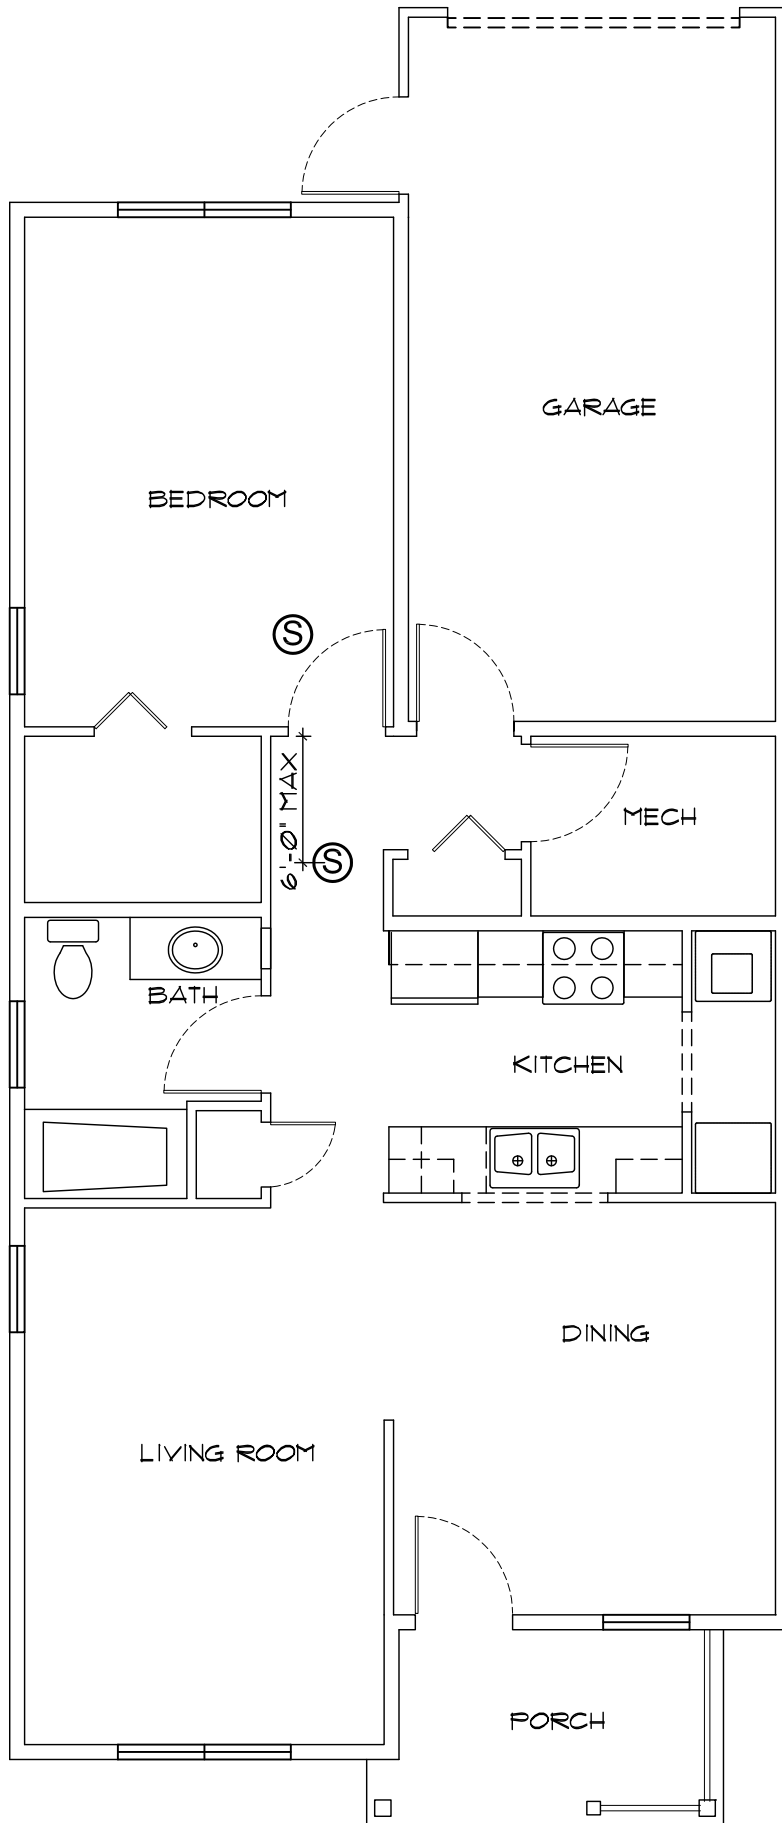 GARAGE
BEDROOM
S
6'-0" MAX
MECH
S
BATH
KITCHEN
DINING
LIVING ROOM
PORCH